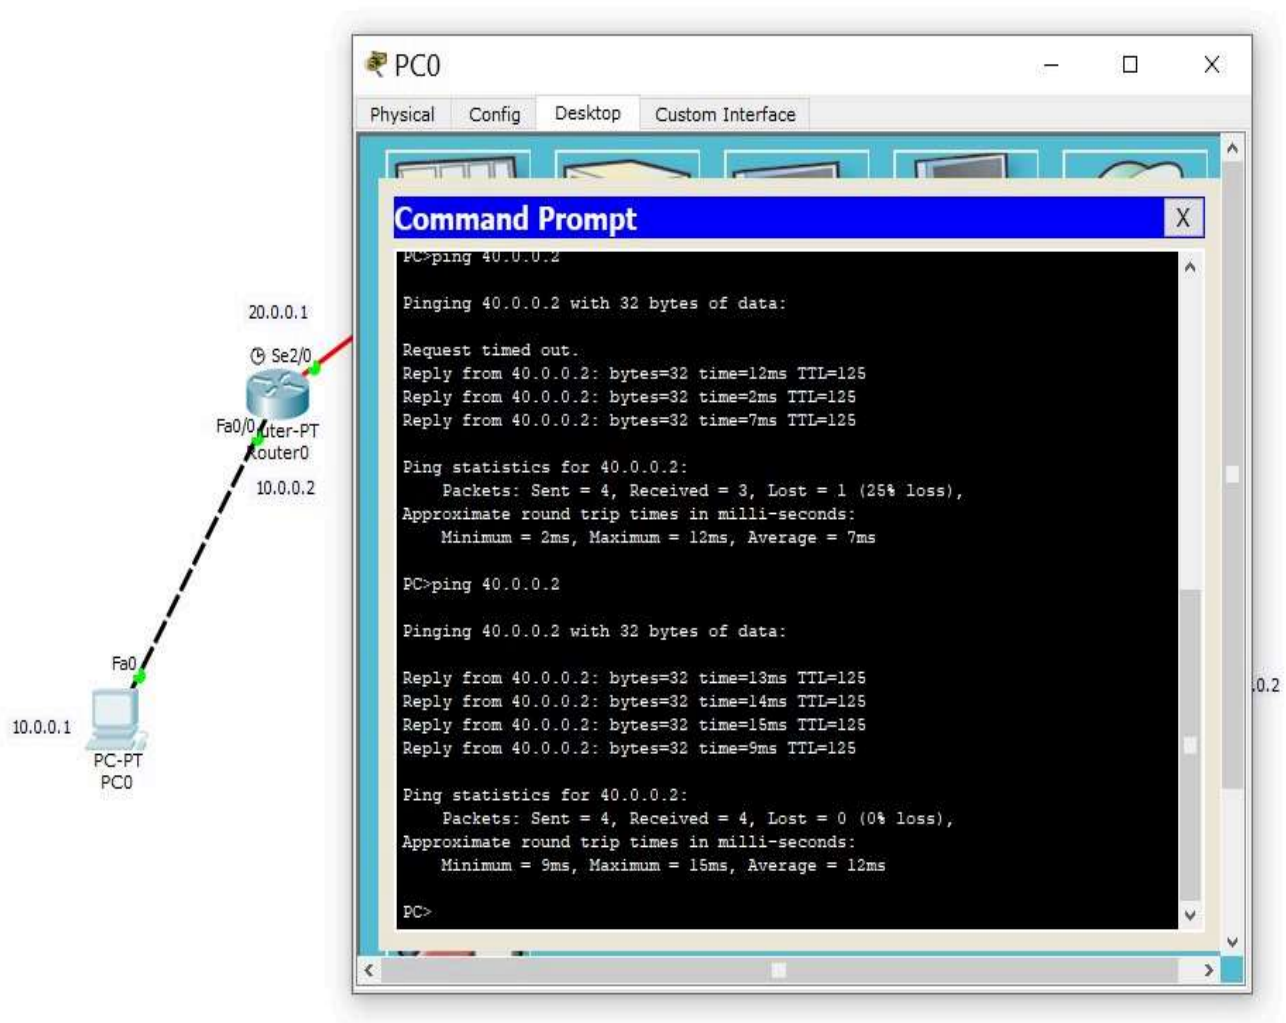 PC0
Physical Config Desktop Custom Interface
Command Prompt
X
PC>ping 40.0.0.2
Pinging 40.0.0.2 with 32 bytes of data:
Request timed out.
Reply from 40.0.0.2: bytes=32 time=12ms TTL=125
Reply from 40.0.0.2: bytes=32 time=2ms TTL=125
Reply from 40.0.0.2: bytes=32 time=7ms TTL=125
Ping statistics for 40.0.0.2:
Packets: Sent = 4, Received = 3, Lost = 1 (25% loss),
Approximate round trip times in milli-seconds:
Minimum = 2ms, Maximum = 12ms, Average = 7ms
PC>ping 40.0.0.2
Pinging 40.0.0.2 with 32 bytes of data:
Reply from 40.0.0.2: bytes=32 time=13ms TTL=125
Reply from 40.0.0.2: bytes=32 time=14ms TTL=125
Reply from 40.0.0.2: bytes=32 time=15ms TTL=125
Reply from 40.0.0.2: bytes=32 time=9ms TTL=125
Ping statistics for 40.0.0.2:
Packets: Sent = 4, Received = 4, Lost = 0 (0% loss),
Approximate round trip times in milli-seconds:
Minimum = 9ms, Maximum = 15ms, Average = 12ms
PC>
20.0.0.1
Se2/0
Fa0/0
uter-PT
Router0
10.0.0.2
Fa0
10.0.0.1
PC-PT
PC0
.0.2